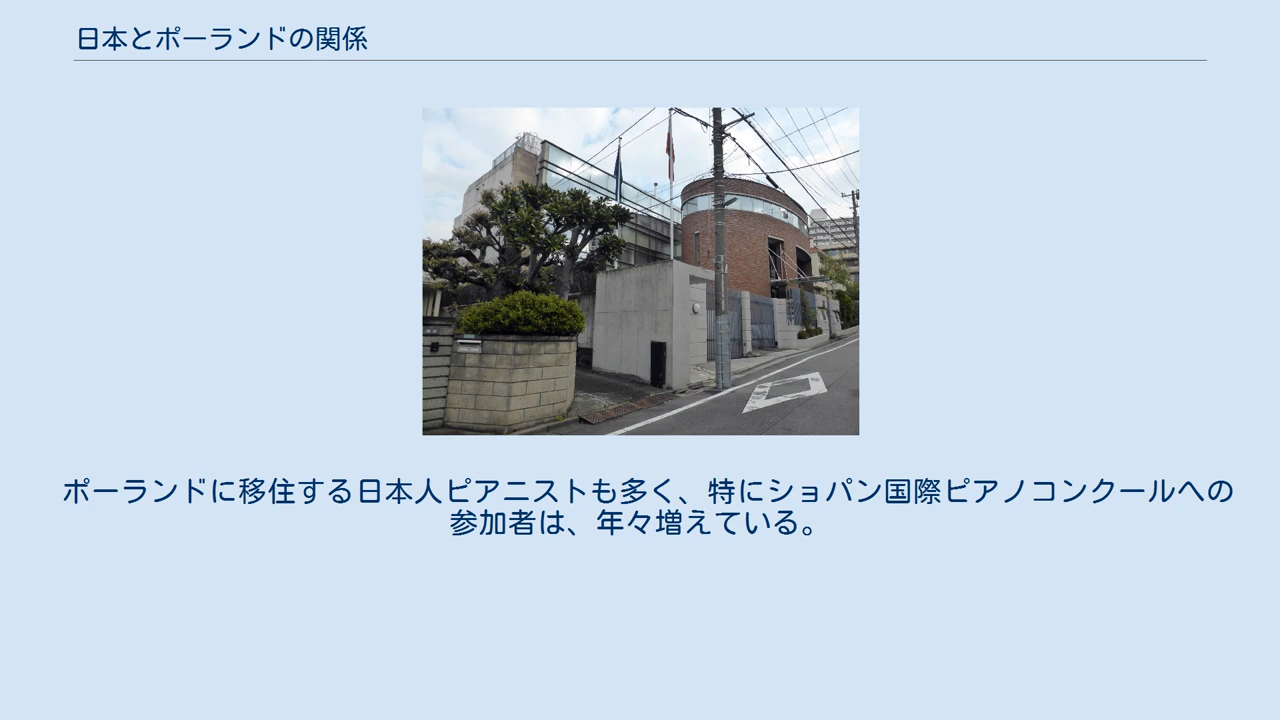 日本とポーランドの関係
ポーランドに移住する日本人ピアニストも多く、特にショパン国際ピアノコンクールへの
参加者は、年々増えている。